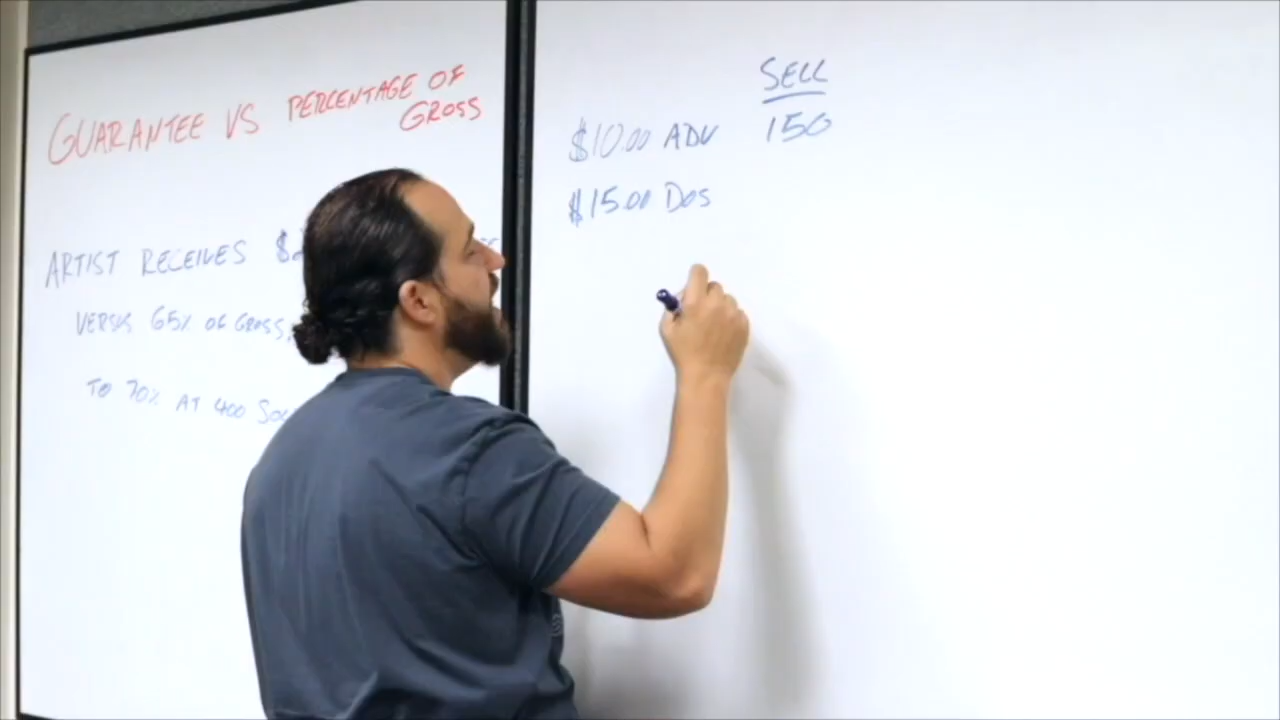 GUARANTEE VS PERCENTAGE OF
GROSS
ARTIST RECEIVES
VERSUS 65% OF GROSS,
TO 70% AT 400
SELL
$10.00 ADV 150
$15.00 DOS